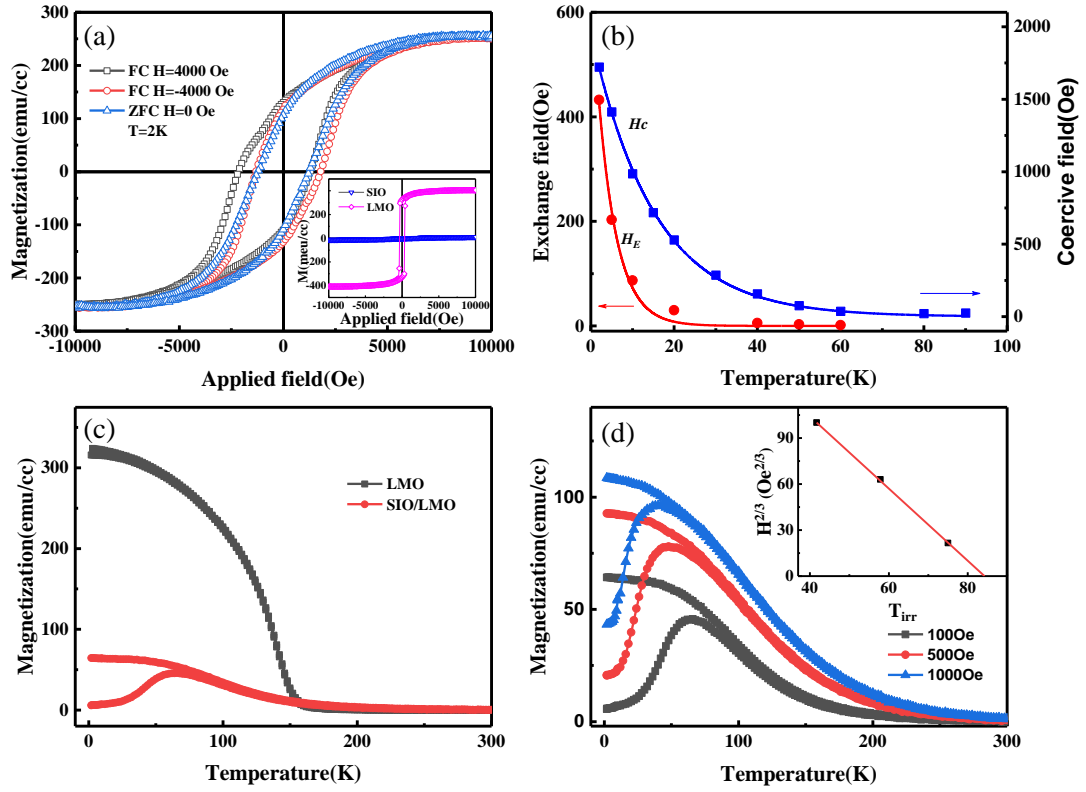 (a)
FC H=4000 Oe
FC H=-4000 Oe
ZFC H=0 Oe
T=2K
Magnetization(emu/cc)
300
200
100
0
-100
-200
-300
-10000
-5000
0
5000
10000
Applied field(Oe)
SIO
LMO
M(meu/cc)
400
200
0
-200
-400
-10000
-5000
0
5000
10000
Applied field(Oe)
(b)
Exchange field(Oe)
600
400
200
0
Hc
H_E
Coercive field(Oe)
2000
1500
1000
500
0
0
20
40
60
80
100
Temperature(K)
(c)
Magnetization(emu/cc)
300
200
100
0
LMO
SIO/LMO
0
100
200
300
Temperature(K)
(d)
Magnetization(emu/cc)
100
50
0
0
100
200
300
Temperature(K)
H^2/3 (Oe^2/3)
90
60
30
0
40
60
80
T_irr
100Oe
500Oe
1000Oe